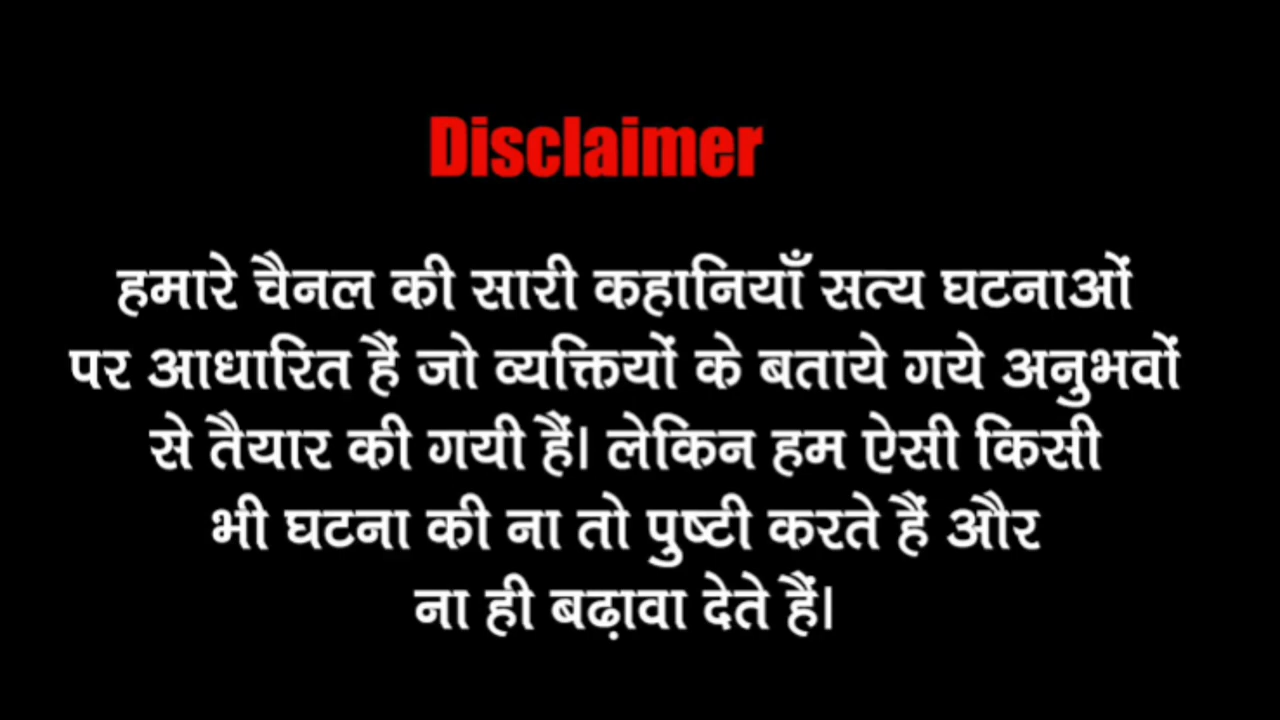 Disclaimer
हमारे चैनल की सारी कहानियाँ सत्य घटनाओं
पर आधारित हैं जो व्यक्तियों के बताये गये अनुभवों
से तैयार की गयी हैं। लेकिन हम ऐसी किसी
भी घटना की ना तो पुष्टी करते हैं और
ना ही बढ़ावा देते हैं।